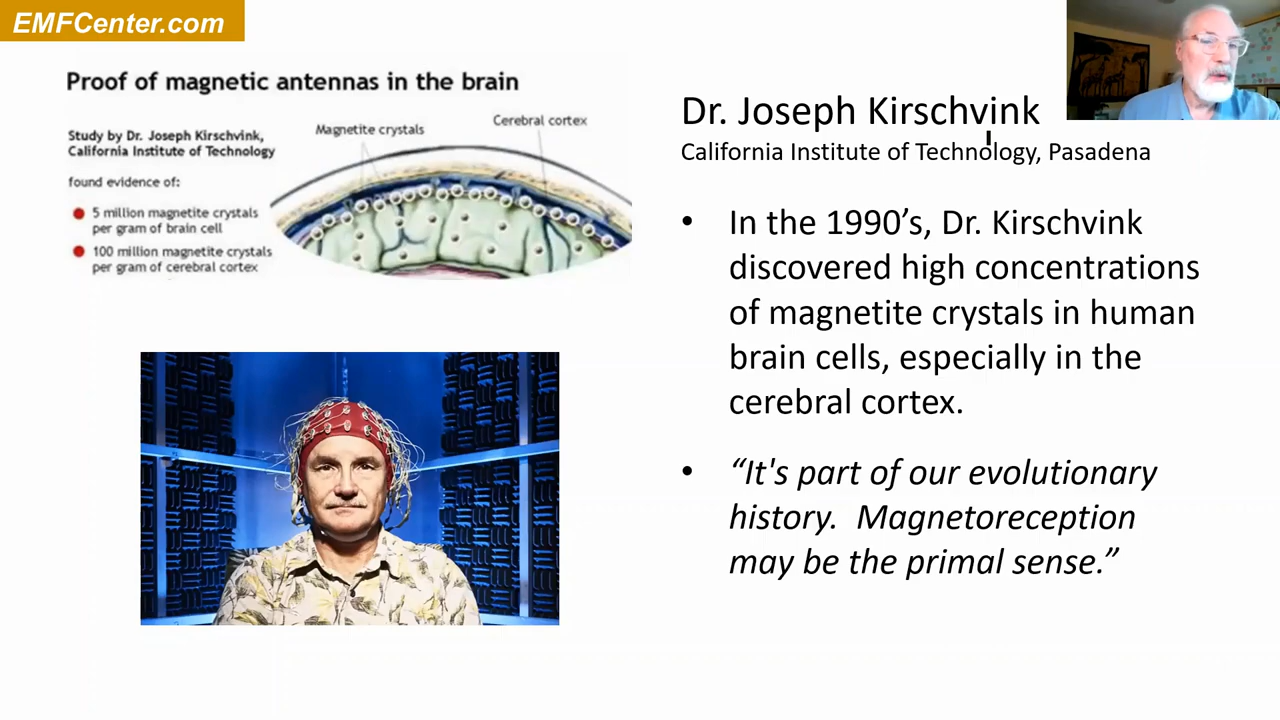 EMFCenter.com
Proof of magnetic antennas in the brain
Study by Dr. Joseph Kirschvink,
California Institute of Technology
found evidence of:
5 million magnetite crystals
per gram of brain cell
100 million magnetite crystals
per gram of cerebral cortex
Magnetite crystals
Cerebral cortex
Dr. Joseph Kirschvink
California Institute of Technology, Pasadena
• In the 1990’s, Dr. Kirschvink
discovered high concentrations
of magnetite crystals in human
brain cells, especially in the
cerebral cortex.
• “It's part of our evolutionary
history. Magnetoreception
may be the primal sense.”